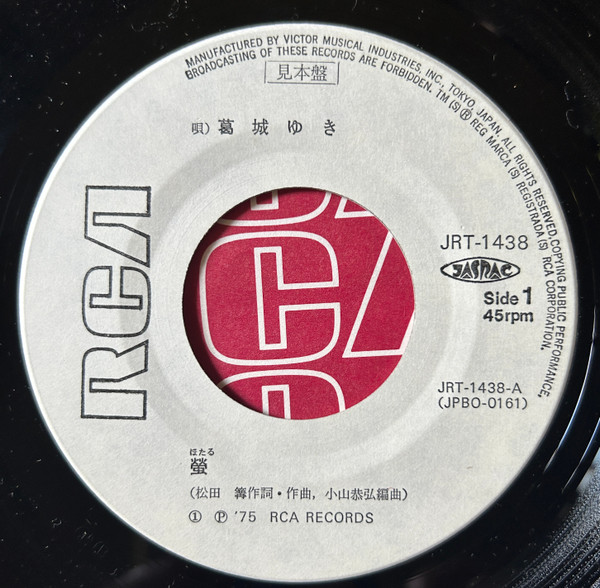 MANUFACTURED BY VICTOR MUSICAL INDUSTRIES, INC., TOKYO, JAPAN. ALL RIGHTS RESERVED, COPYING PUBLIC PERFORMANCE,
BROADCASTING OF THESE RECORDS ARE FORBIDDEN. TM (S) ® REG MARCA (S) REGISTRADA (S) RCA CORPORATION.
見本盤
唄) 葛城ゆき
RCA
JRT-1438
JASRAC
Side 1
45rpm
JRT-1438-A
(JPBO-0161)
ほたる
螢
(松田 篝作詞・作曲, 小山恭弘編曲)
① Ⓟ '75 RCA RECORDS